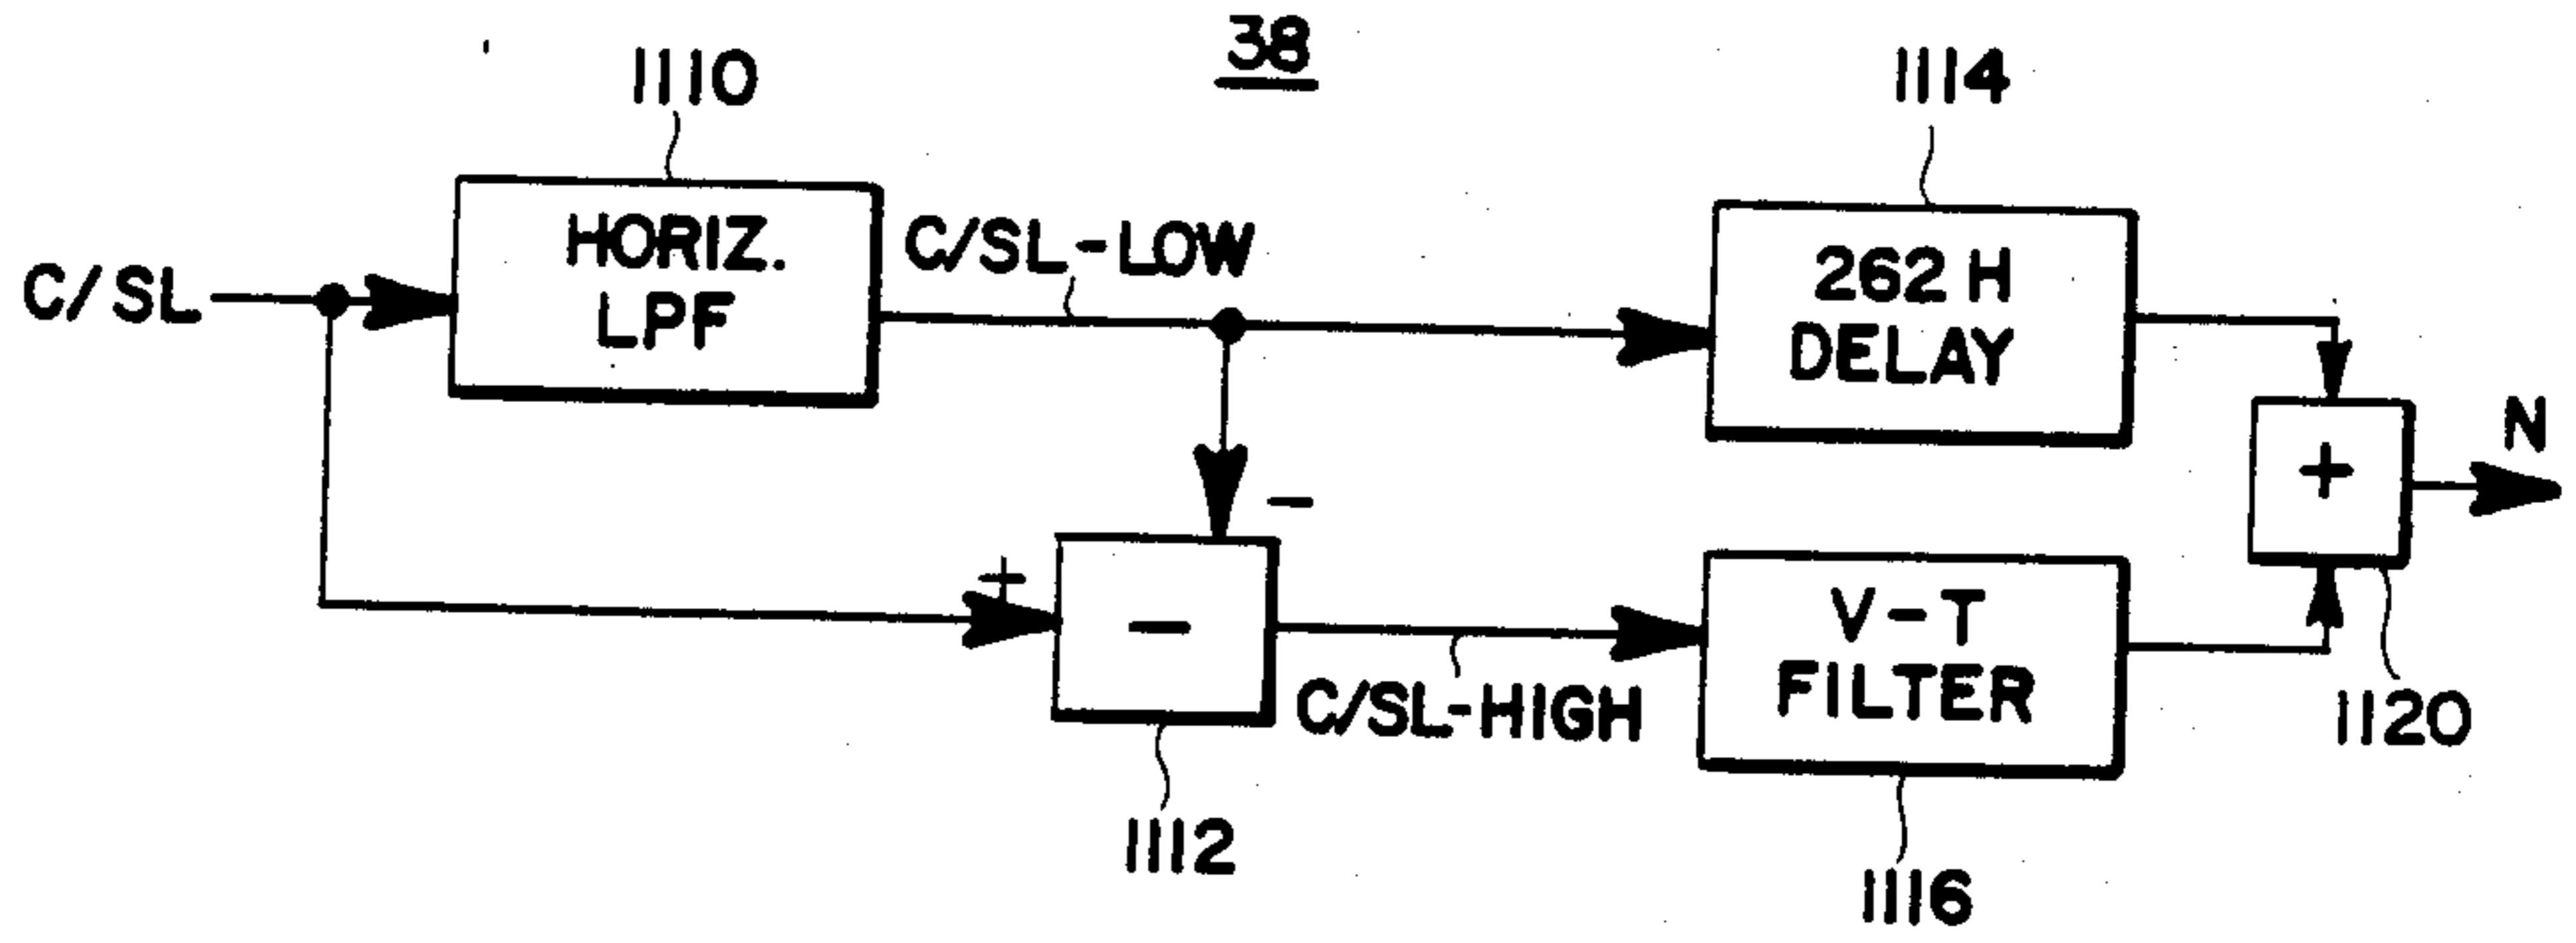 38
1110
1114
HORIZ.
LPF
C/SL-LOW
262 H
DELAY
C/SL
N
+
-
+
-
V-T
FILTER
C/SL-HIGH
1120
1112
1116